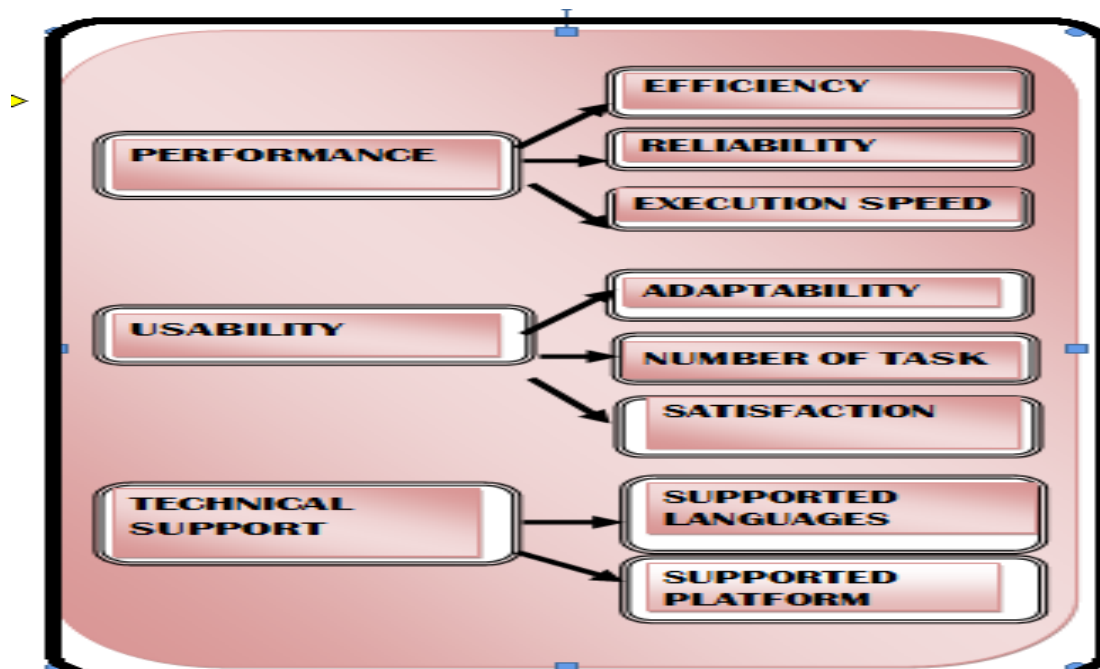 PERFORMANCE
EFFICIENCY
RELIABILITY
EXECUTION SPEED
USABILITY
ADAPTABILITY
NUMBER OF TASK
SATISFACTION
TECHNICAL
SUPPORT
SUPPORTED
LANGUAGES
SUPPORTED
PLATFORM